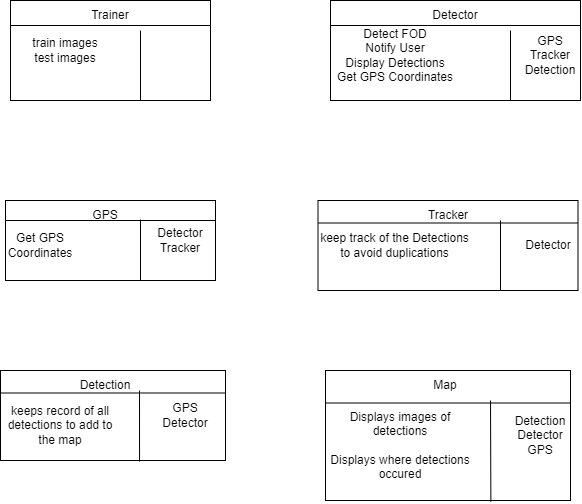 Trainer
train images
test images
Detector
Detect FOD
Notify User
Display Detections
Get GPS Coordinates
GPS
Tracker
Detection
GPS
Get GPS
Coordinates
Detector
Tracker
Tracker
keep track of the Detections
to avoid duplications
Detector
Detection
keeps record of all
detections to add to
the map
GPS
Detector
Map
Displays images of
detections
Displays where detections
occured
Detection
Detector
GPS